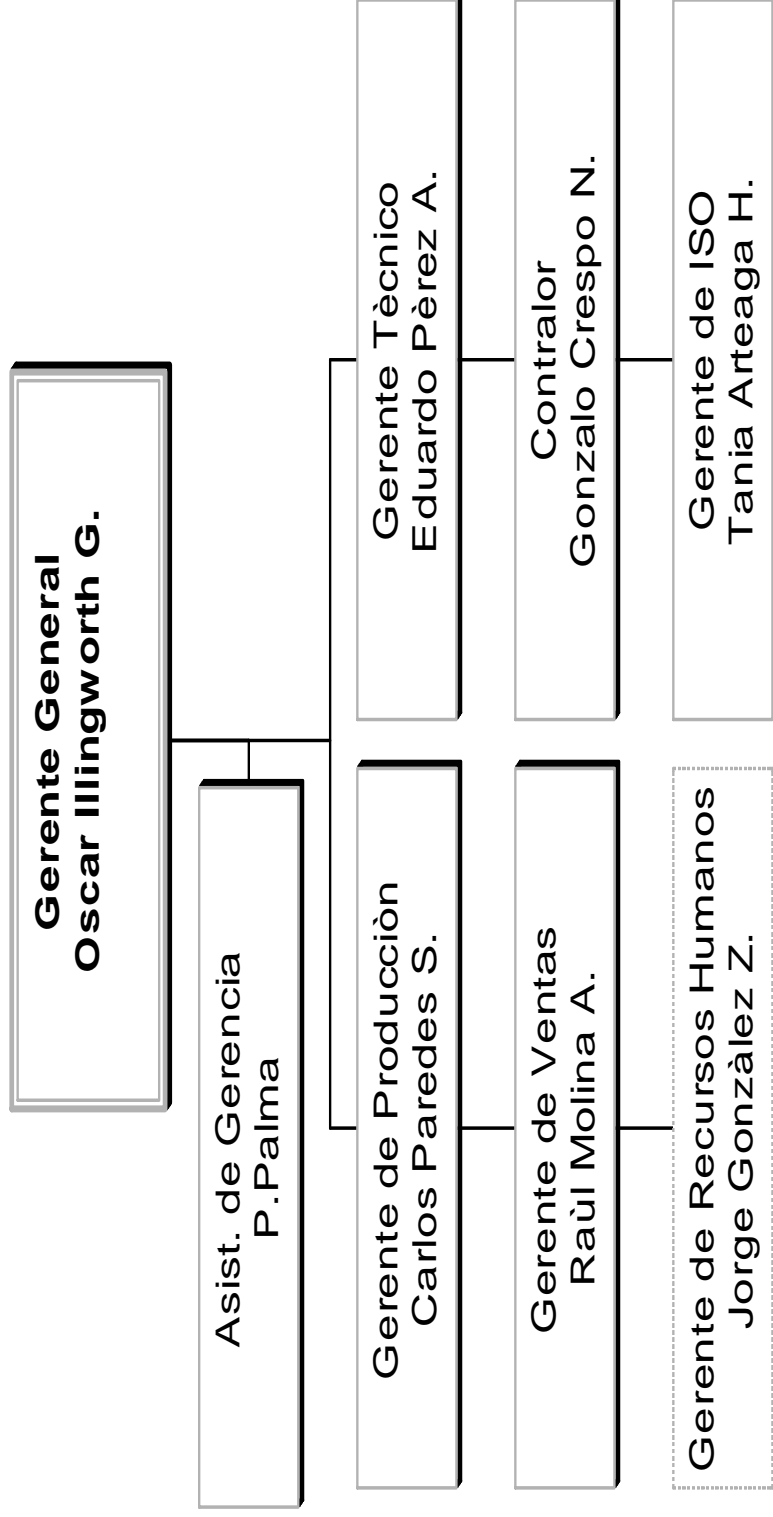 Gerente General
Oscar Illingworth G.
Asist. de Gerencia
P.Palma
Gerente de Producciòn
Carlos Paredes S.
Gerente Tècnico
Eduardo Pèrez A.
Gerente de Ventas
Raùl Molina A.
Contralor
Gonzalo Crespo N.
Gerente de Recursos Humanos
Jorge Gonzàlez Z.
Gerente de ISO
Tania Arteaga H.